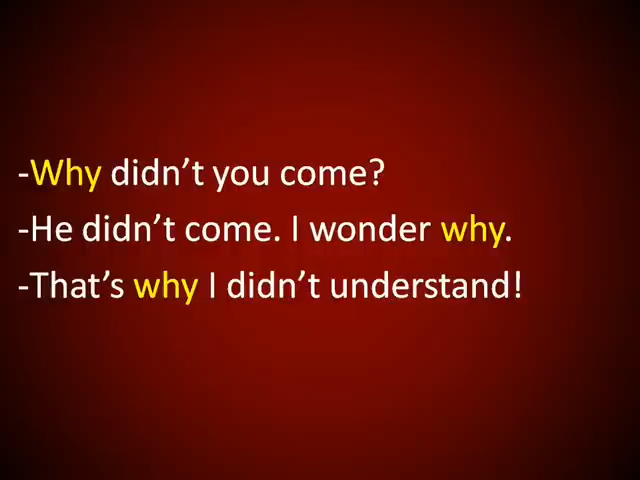 -Why didn’t you come?
-He didn’t come. I wonder why.
-That’s why I didn’t understand!